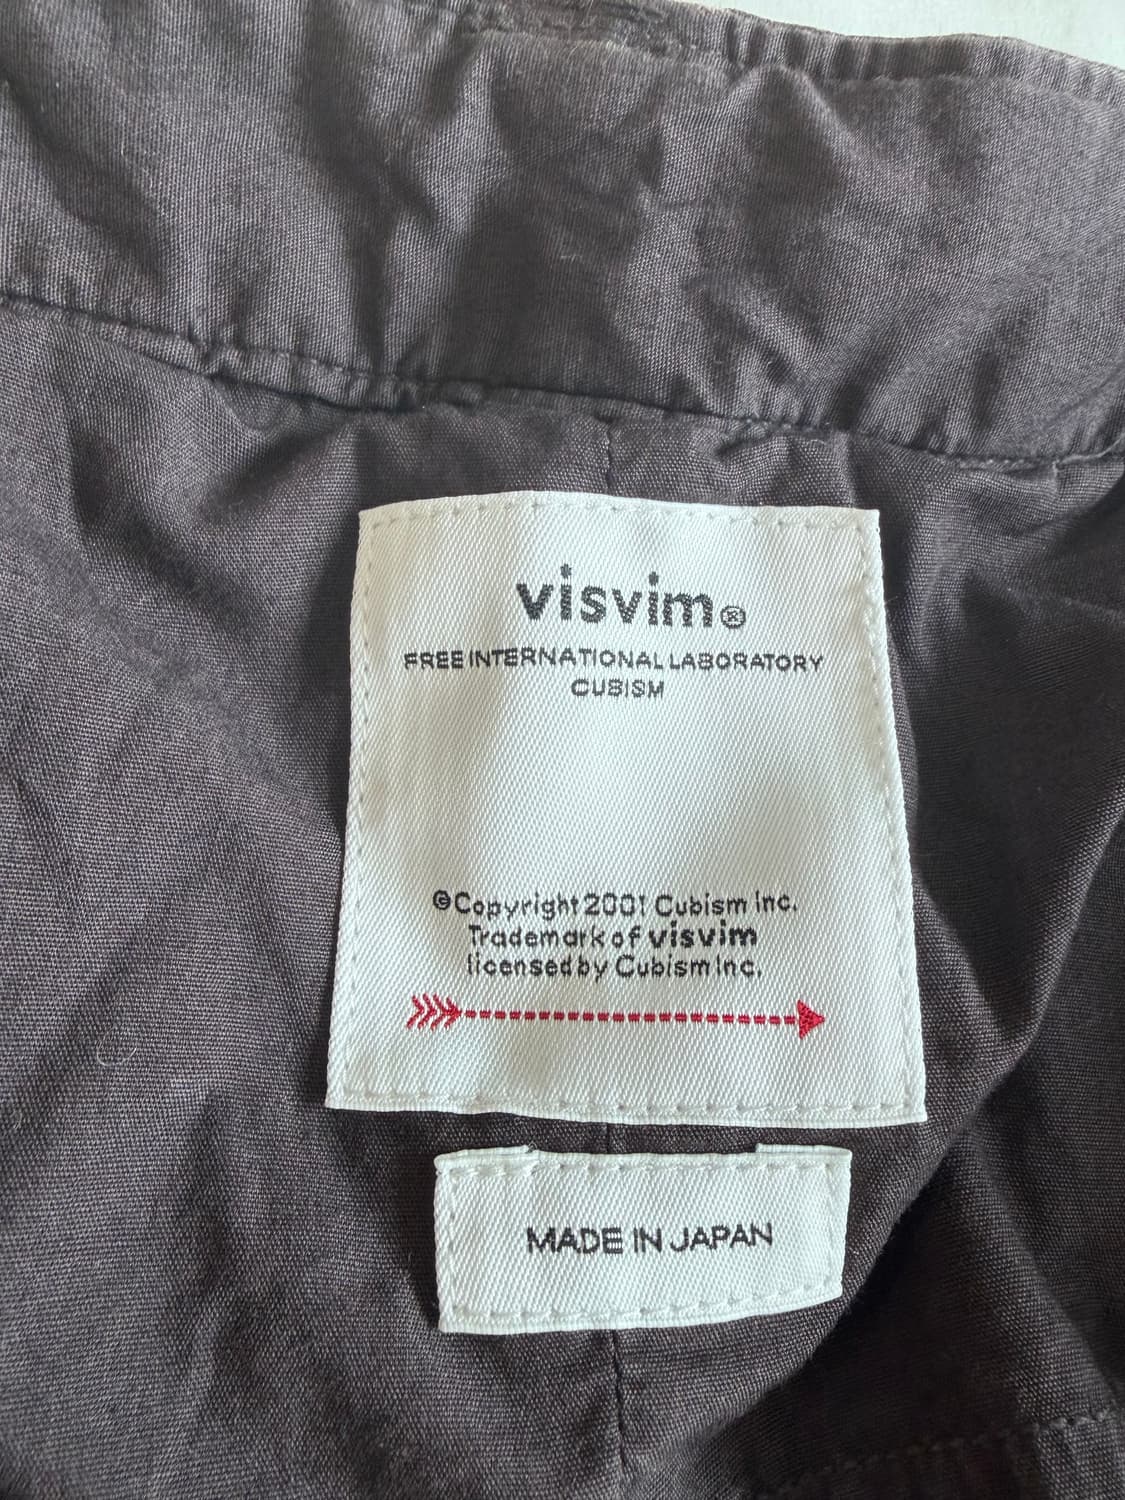 visvim®
FREE INTERNATIONAL LABORATORY
CUBISM
©Copyright 2001 Cubism Inc.
Trademark of visvim
licensed by Cubism Inc.
MADE IN JAPAN